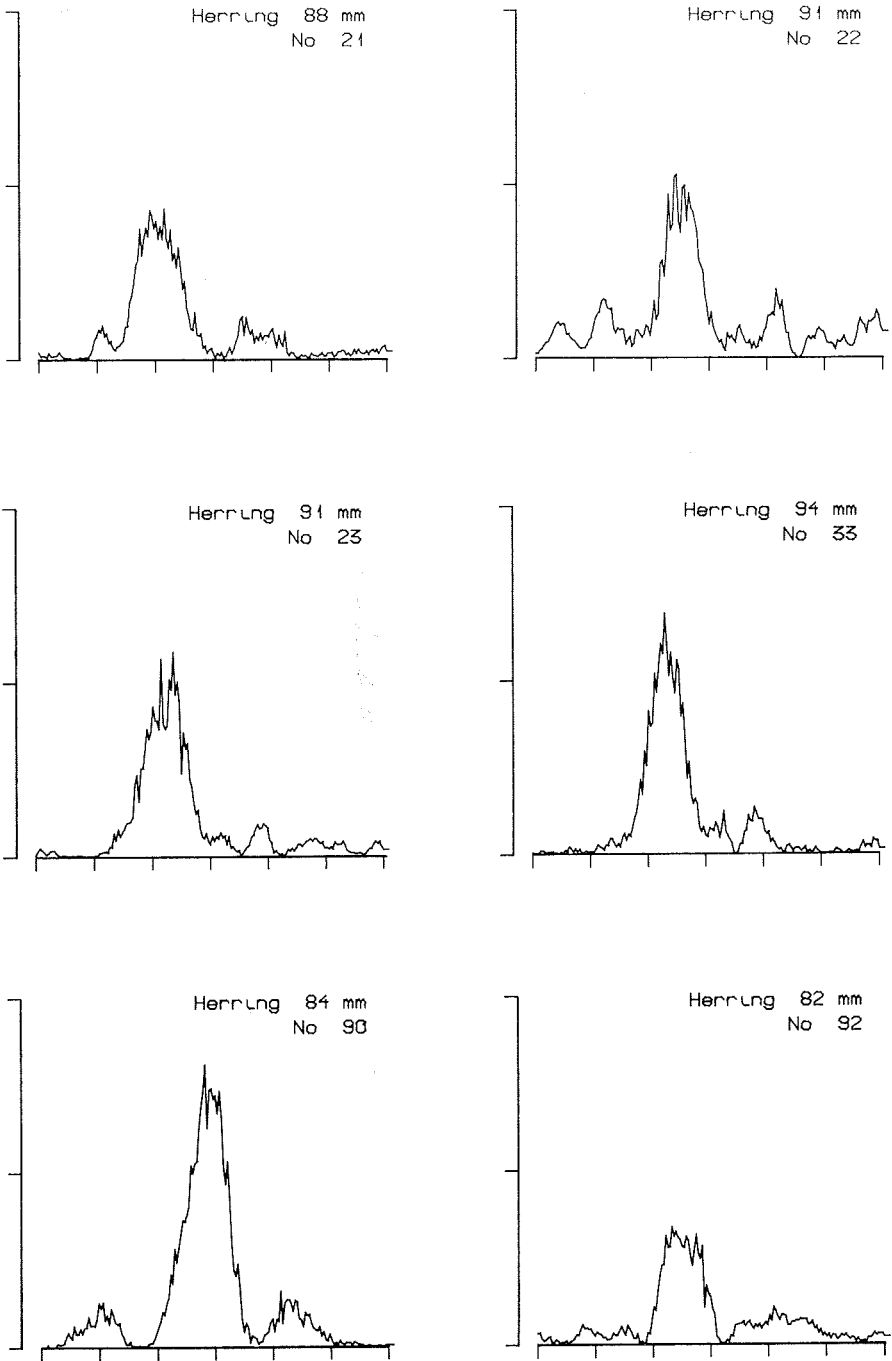 Herring 88 mm
No 21
Herring 91 mm
No 22
Herring 91 mm
No 23
Herring 94 mm
No 33
Herring 84 mm
No 90
Herring 82 mm
No 92